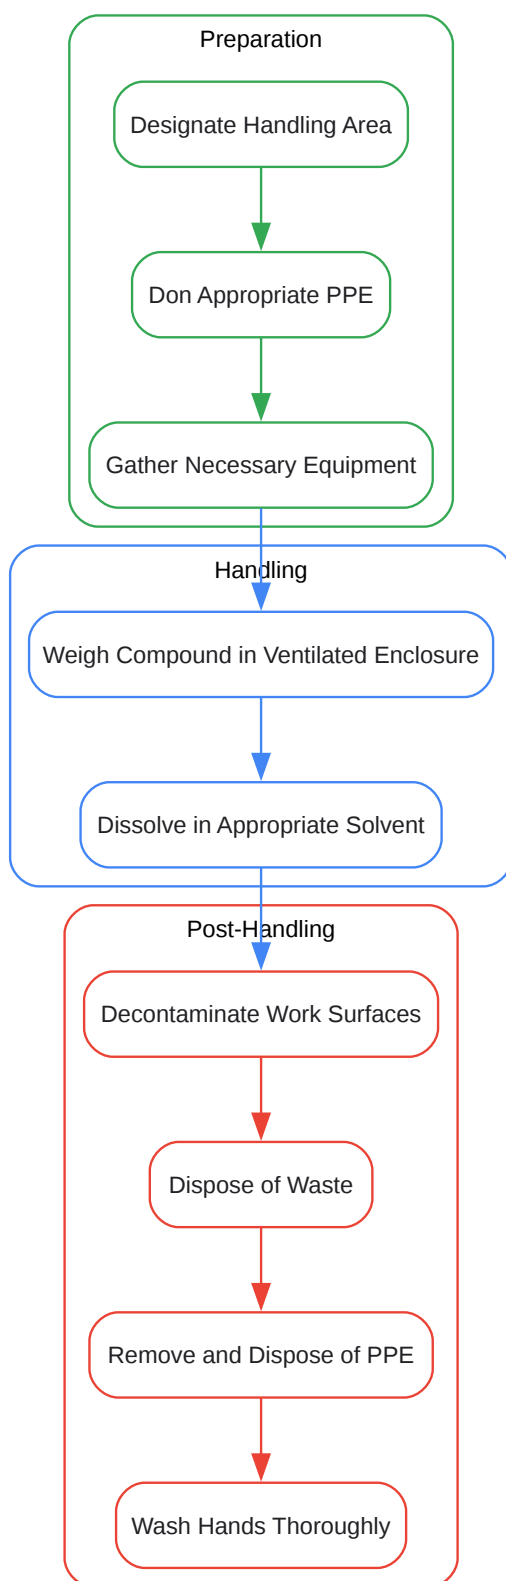 Preparation
Designate Handling Area
Don Appropriate PPE
Gather Necessary Equipment
Handling
Weigh Compound in Ventilated Enclosure
Dissolve in Appropriate Solvent
Post-Handling
Decontaminate Work Surfaces
Dispose of Waste
Remove and Dispose of PPE
Wash Hands Thoroughly